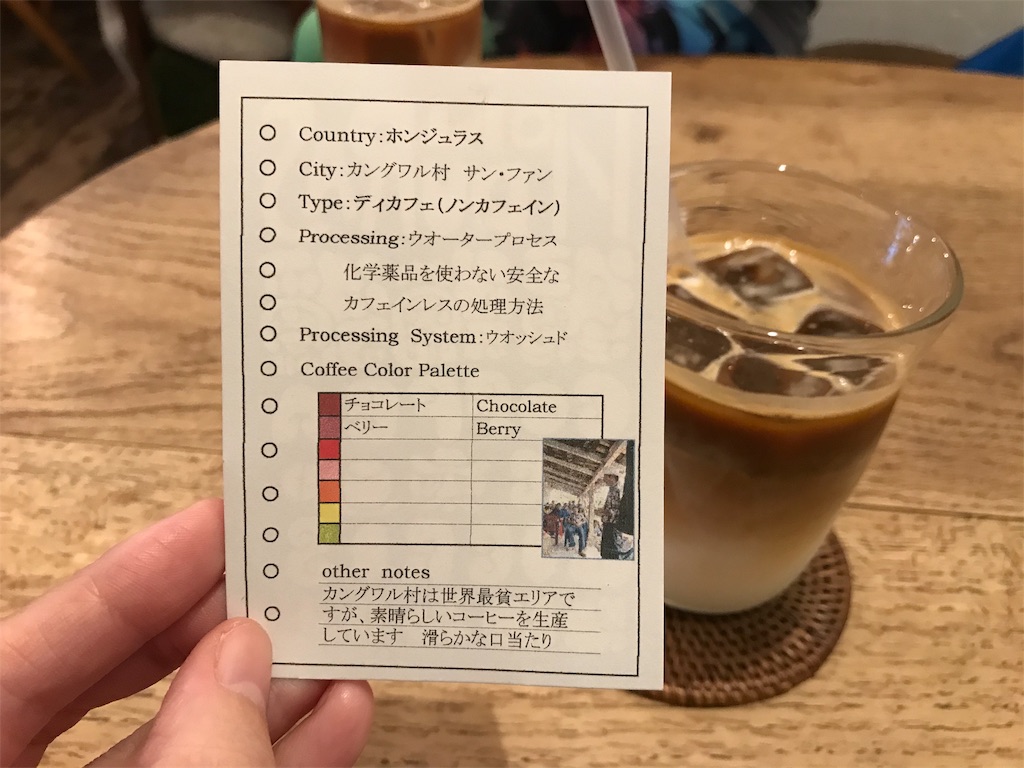 Country:ホンジュラス
City:カングワル村 サン・ファン
Type:ディカフェ(ノンカフェイン)
Processing:ウオータープロセス
化学薬品を使わない安全な
カフェインレスの処理方法
Processing System:ウオッシュド
Coffee Color Palette
チョコレート Chocolate
ベリー Berry
other notes
カングワル村は世界最貧エリアで
すが、素晴らしいコーヒーを生産
しています 滑らかな口当たり